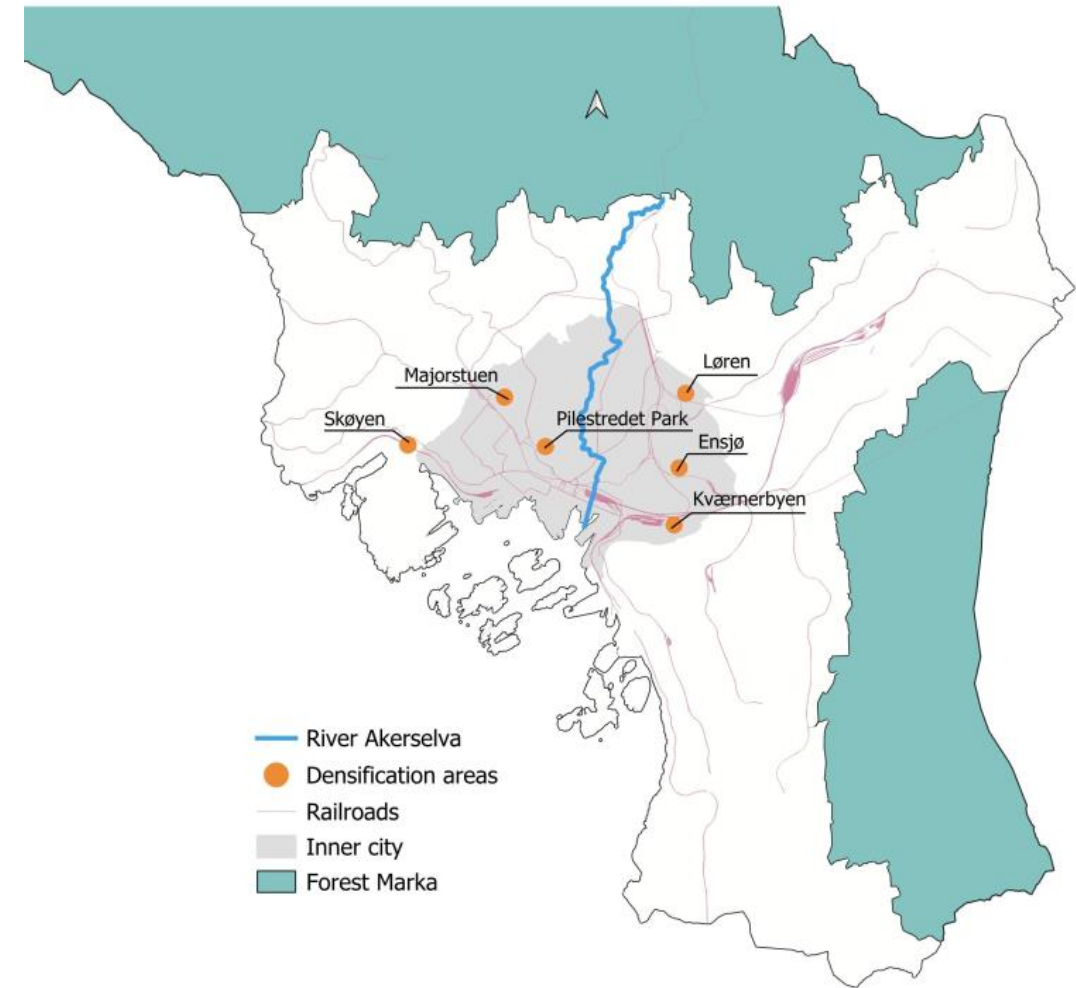 Løren
Majorstuen
Skøyen
Pilestredet Park
Ensjø
Kværnerbyen
River Akerselva
Densification areas
Railroads
Inner city
Forest Marka